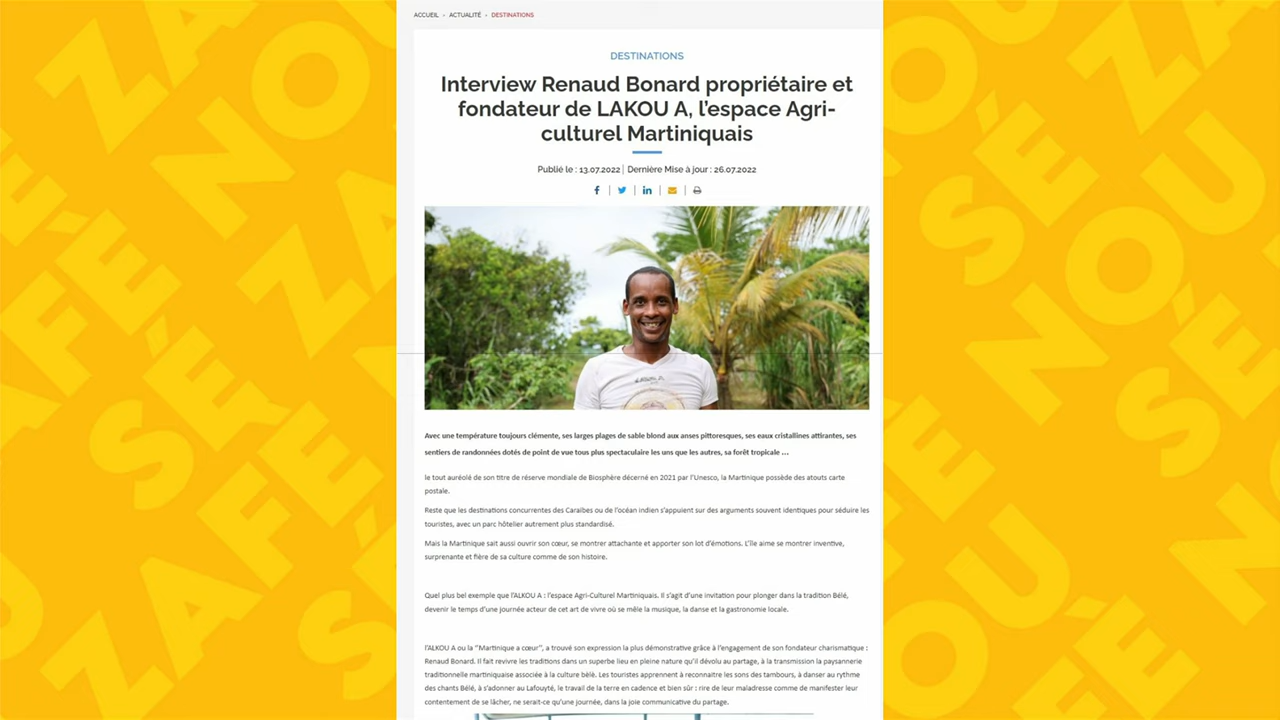 ACCUEIL - ACTUALITÉ - DESTINATIONS
DESTINATIONS
Interview Renaud Bonard propriétaire et
fondateur de LAKOU A, l'espace Agri-
culturel Martiniquais
Publié le : 13.07.2022 | Dernière Mise à jour : 26.07.2022
LAKOU A
Avec une température toujours clémente, ses larges plages de sable blond aux anses pittoresques, ses eaux cristallines attirantes, ses
sentiers de randonnées dotés de point de vue tous plus spectaculaire les uns que les autres, sa forêt tropicale ...
le tout auréolé de son titre de réserve mondiale de Biosphère décerné en 2021 par l'Unesco, la Martinique possède des atouts carte
postale.
Reste que les destinations concurrentes des Caraïbes ou de l'océan indien s'appuient sur des arguments souvent identiques pour séduire les
touristes, avec un parc hôtelier autrement plus standardisé.
Mais la Martinique sait aussi ouvrir son cœur, se montrer attachante et apporter son lot d'émotions. L'île aime se montrer inventive,
surprenante et fière de sa culture comme de son histoire.
Quel plus bel exemple que l'ALKOU A : l'espace Agri-Culturel Martiniquais. Il s'agit d'une invitation pour plonger dans la tradition Bélé,
devenir le temps d'une journée acteur de cet art de vivre où se mêle la musique, la danse et la gastronomie locale.
l'ALKOU A ou la "Martinique a cœur", a trouvé son expression la plus démonstrative grâce à l'engagement de son fondateur charismatique :
Renaud Bonard. Il fait revivre les traditions dans un superbe lieu en pleine nature qu'il dévolu au partage, à la transmission la paysannerie
traditionnelle martiniquaise associée à la culture bèlè. Les touristes apprennent à reconnaitre les sons des tambours, à danser au rythme
des chants Bélé, à s'adonner au Lafouyté, le travail de la terre en cadence et bien sûr : rire de leur maladresse comme de manifester leur
contentement de se lâcher, ne serait-ce qu'une journée, dans la joie communicative du partage.
ZAFÉ NOU SÉ ZAFÉ NOU
ZAFÉ NOU SÉ ZAFÉ NOU